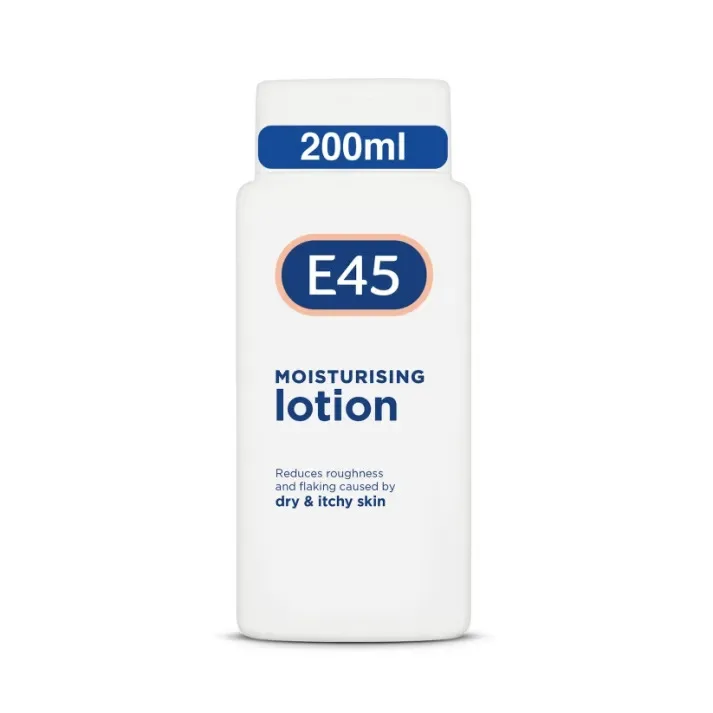 200ml
E45
MOISTURISING
lotion
Reduces roughness
and flaking caused by
dry & itchy skin